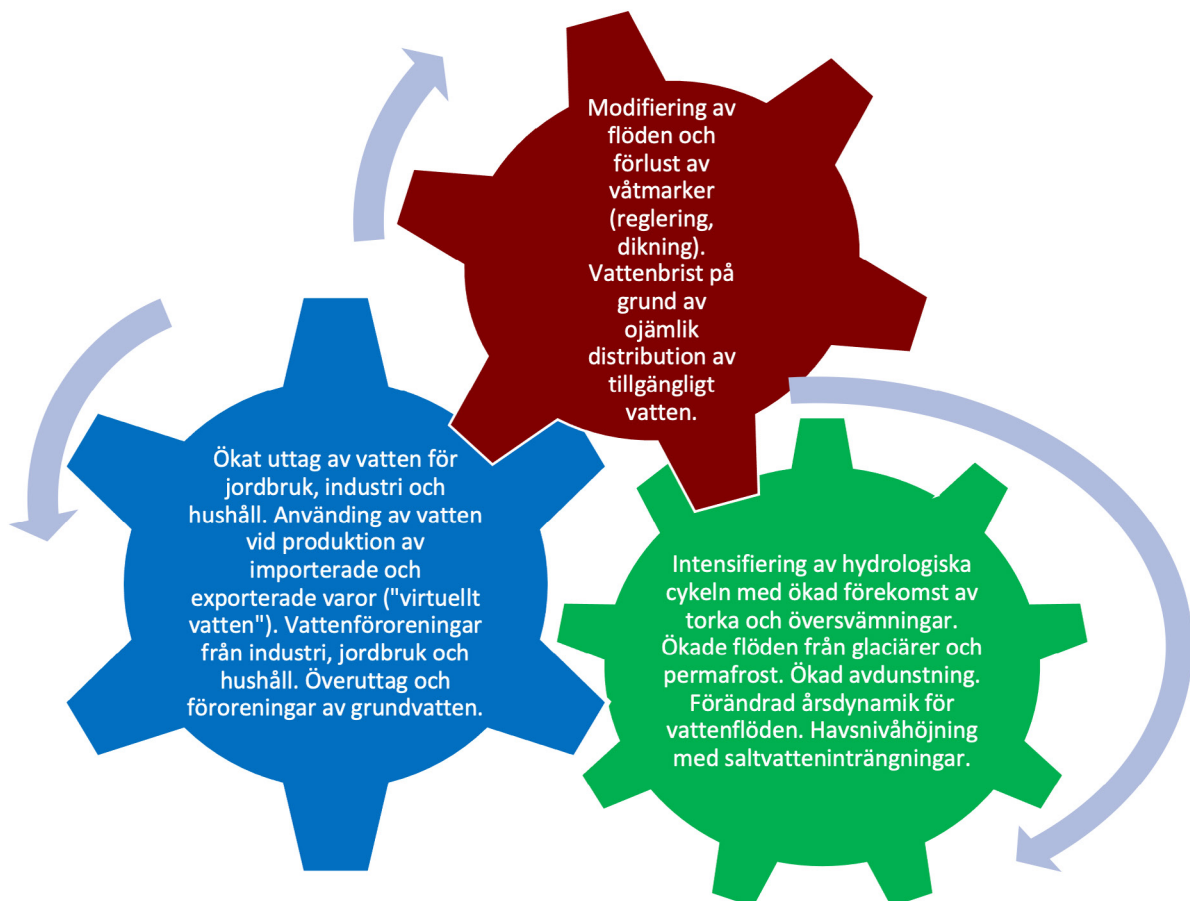 Modifiering av
flöden och
förlust av
våtmarker
(reglering,
dikning).
Vattenbrist på
grund av
ojämlik
distribution av
tillgängligt
vatten.
Ökat uttag av vatten för
jordbruk, industri och
hushåll. Använding av vatten
vid produktion av
importerade och
exporterade varor ("virtuellt
vatten"). Vattenföroreningar
från industri, jordbruk och
hushåll. Överuttag och
föroreningar av grundvatten.
Intensifiering av hydrologiska
cykeln med ökad förekomst av
torka och översvämningar.
Ökade flöden från glaciärer och
permafrost. Ökad avdunstning.
Förändrad årsdynamik för
vattenflöden. Havsnivåhöjning
med saltvatteninträngningar.